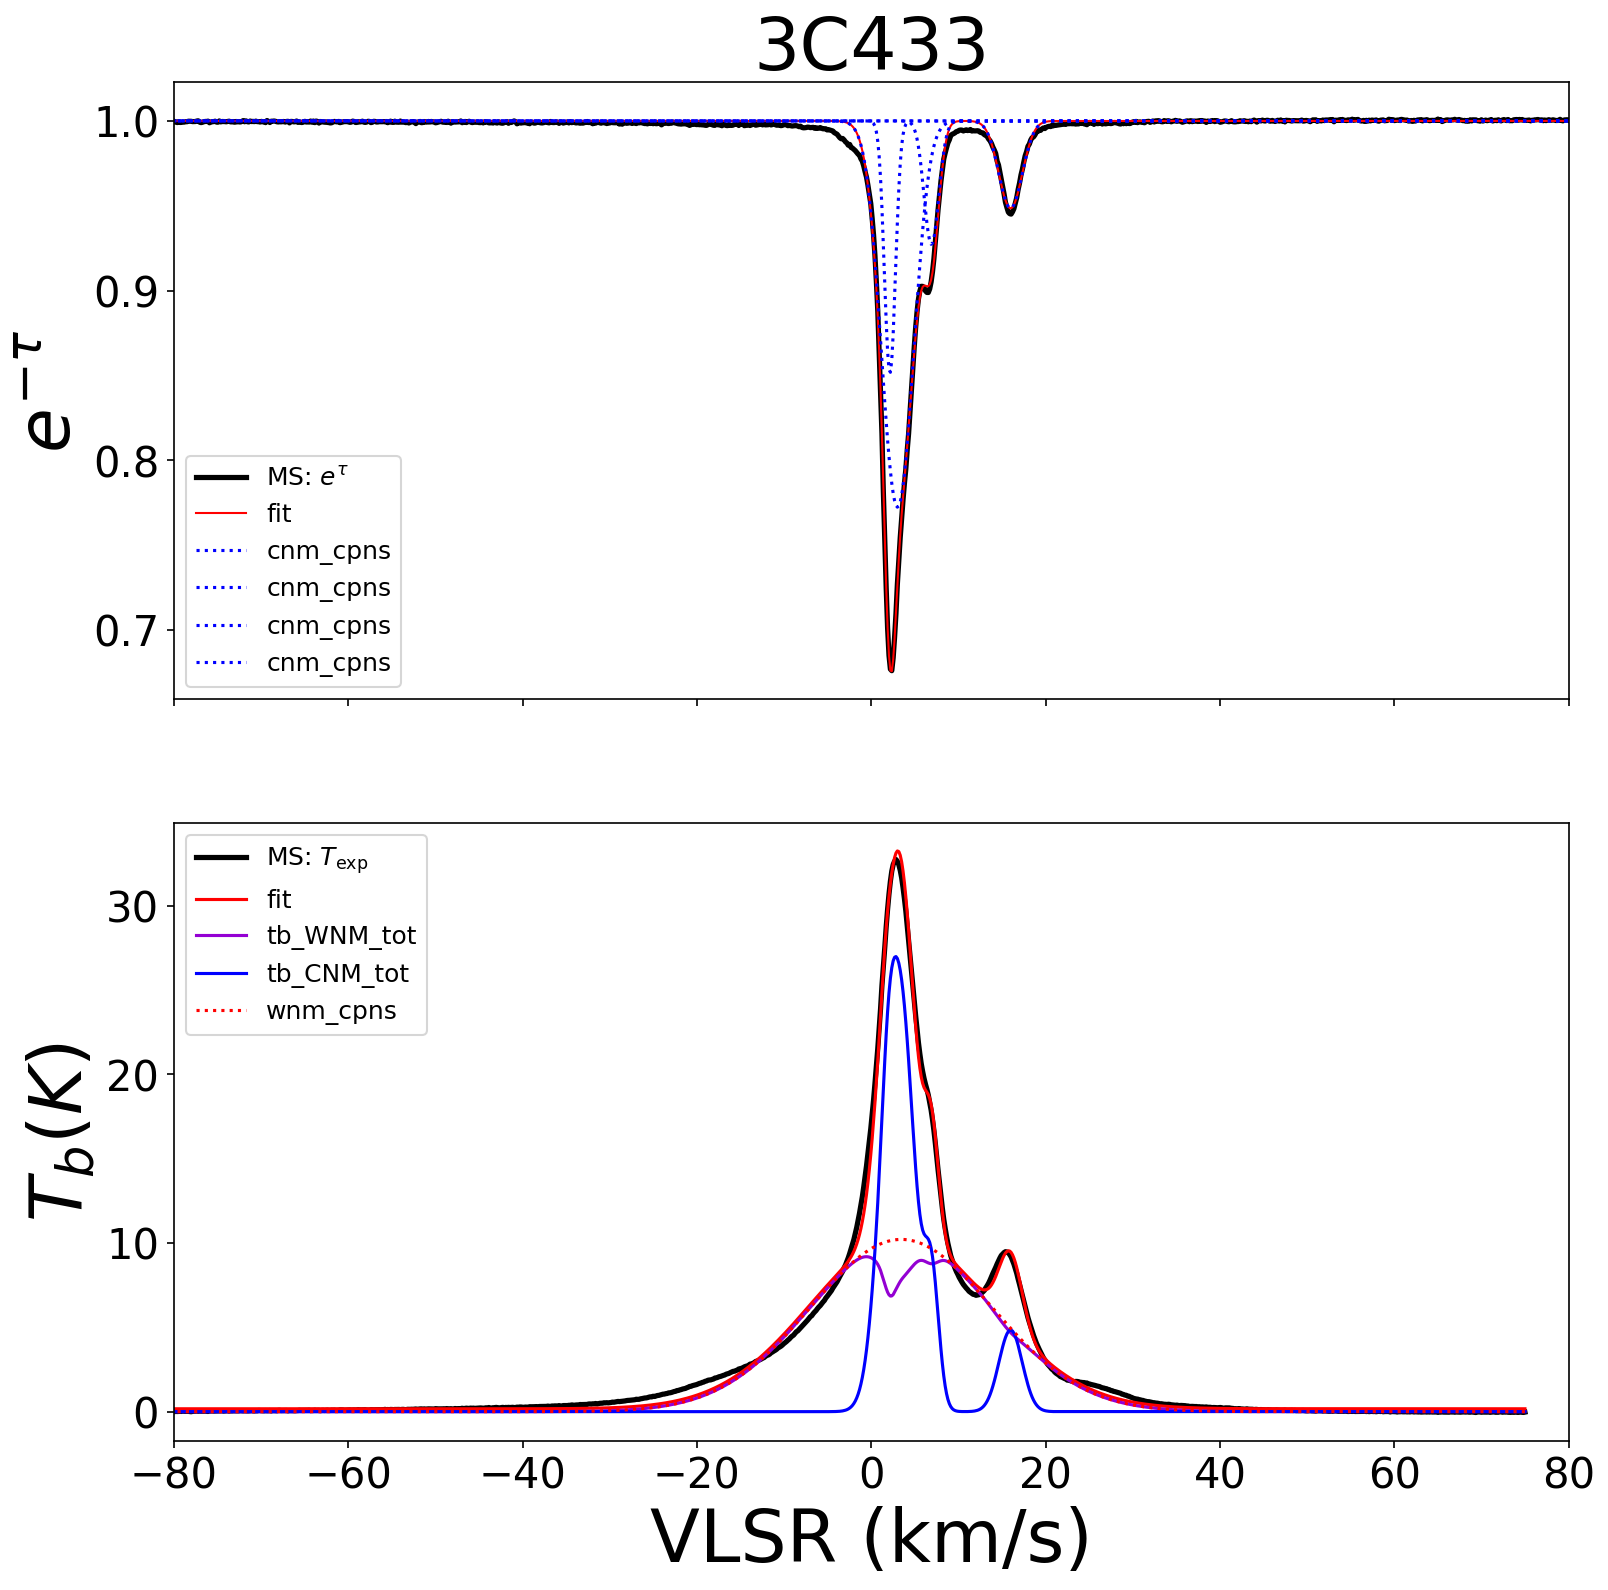 3C433
1.0
0.9
0.8
0.7
e^{−τ}
MS: e^τ
fit
cnm_cpns
cnm_cpns
cnm_cpns
cnm_cpns
30
20
10
0
T_b(K)
MS: T_exp
fit
tb_WNM_tot
tb_CNM_tot
wnm_cpns
−80 −60 −40 −20 0 20 40 60 80
VLSR (km/s)